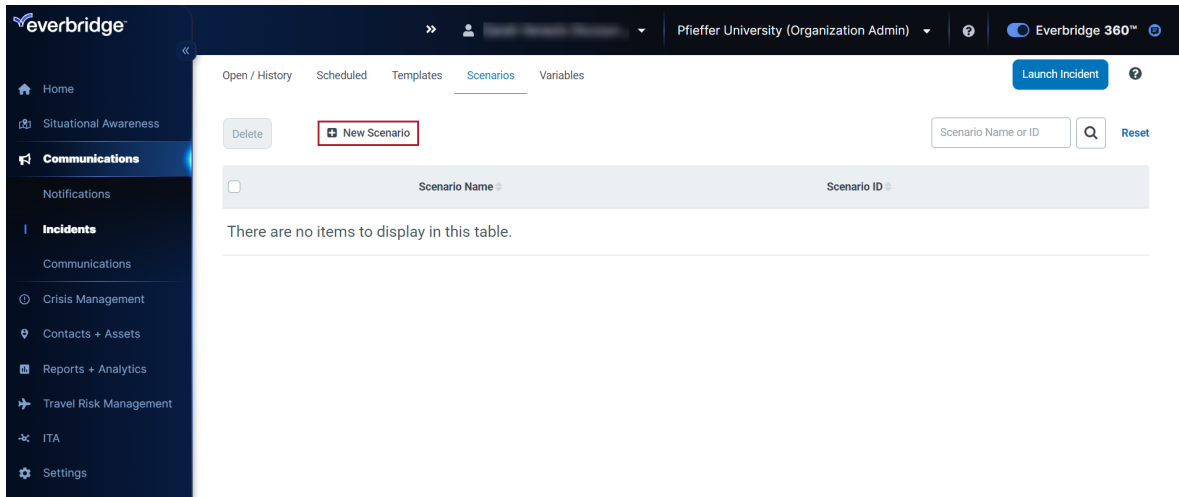 everbridge
Pfieffer University (Organization Admin)
Everbridge 360™
Home
Situational Awareness
Communications
Notifications
Incidents
Communications
Crisis Management
Contacts + Assets
Reports + Analytics
Travel Risk Management
ITA
Settings
Open / History Scheduled Templates Scenarios Variables Launch Incident
Delete New Scenario Scenario Name or ID Reset
Scenario Name Scenario ID
There are no items to display in this table.